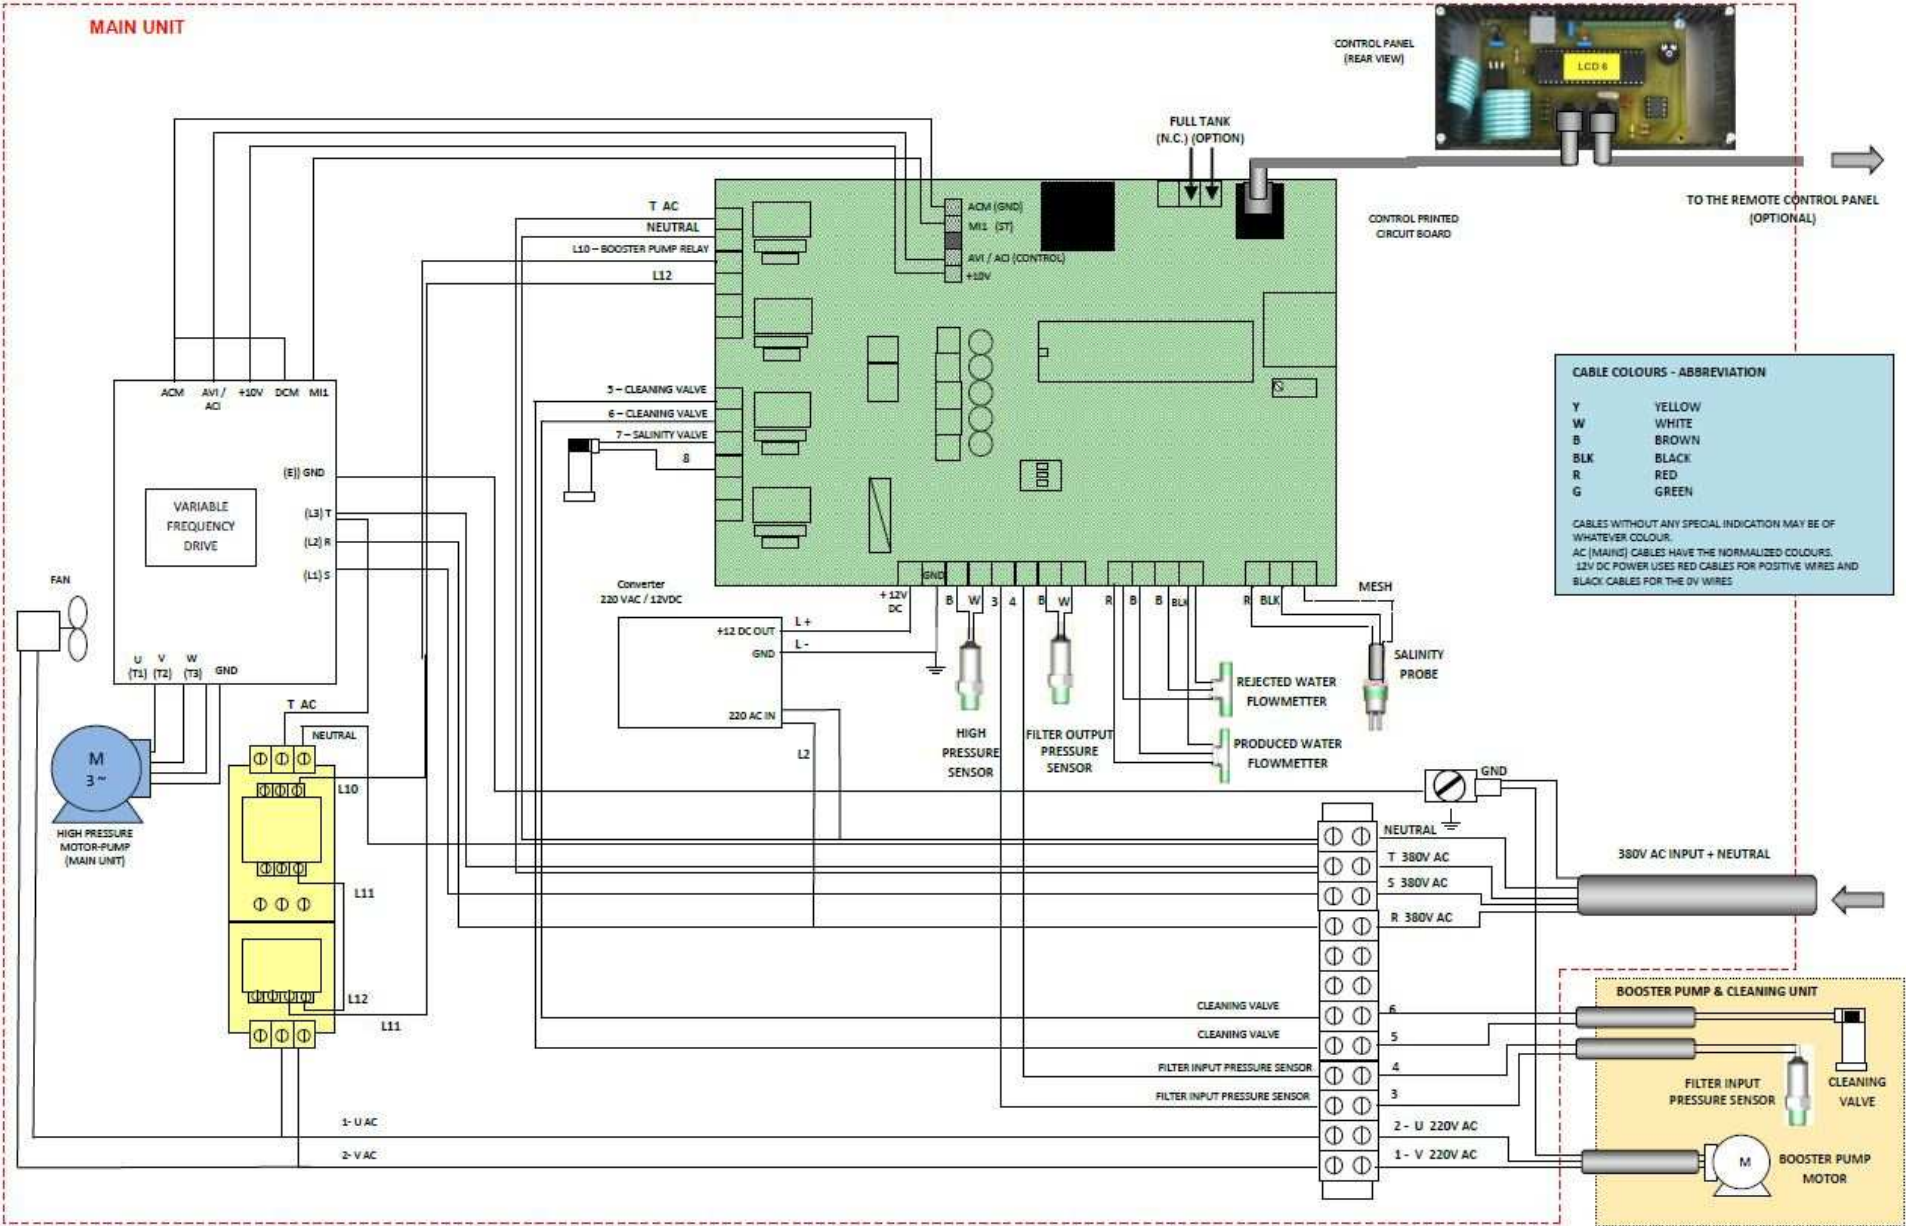 MAIN UNIT
CONTROL PANEL
(REAR VIEW)
LCD 6
FULL TANK
(N.C.) (OPTION)
TO THE REMOTE CONTROL PANEL
(OPTIONAL)
CONTROL PRINTED
CIRCUIT BOARD
T AC
NEUTRAL
L10 – BOOSTER PUMP RELAY
L12
ACM (GND)
MI1 (ST)
AVI / ACI (CONTROL)
+10V
5 – CLEANING VALVE
6 – CLEANING VALVE
7 – SALINITY VALVE
8
ACM
AVI /
ACI
+10V
DCM
MI1
(E)) GND
(L3) T
(L2) R
(L1) S
VARIABLE
FREQUENCY
DRIVE
U
(T1)
V
(T2)
W
(T3)
GND
FAN
CABLE COLOURS - ABBREVIATION
Y YELLOW
W WHITE
B BROWN
BLK BLACK
R RED
G GREEN
CABLES WITHOUT ANY SPECIAL INDICATION MAY BE OF
WHATEVER COLOUR.
AC (MAINS) CABLES HAVE THE NORMALIZED COLOURS.
12V DC POWER USES RED CABLES FOR POSITIVE WIRES AND
BLACK CABLES FOR THE 0V WIRES
Converter
220 VAC / 12VDC
+12 DC OUT
GND
220 AC IN
L +
L -
L2
+ 12V
DC
GND
B
W
3
4
B
W
R
B
B
BLK
R
BLK
MESH
SALINITY
PROBE
HIGH
PRESSURE
SENSOR
FILTER OUTPUT
PRESSURE
SENSOR
REJECTED WATER
FLOWMETTER
PRODUCED WATER
FLOWMETTER
T AC
NEUTRAL
M
3 ~
HIGH PRESSURE
MOTOR-PUMP
(MAIN UNIT)
L10
L11
L12
L11
GND
NEUTRAL
T 380V AC
S 380V AC
R 380V AC
380V AC INPUT + NEUTRAL
BOOSTER PUMP & CLEANING UNIT
CLEANING VALVE
6
CLEANING VALVE
5
FILTER INPUT PRESSURE SENSOR
4
FILTER INPUT PRESSURE SENSOR
3
FILTER INPUT
PRESSURE SENSOR
CLEANING
VALVE
1- U AC
2 - U 220V AC
2- V AC
1 - V 220V AC
M
BOOSTER PUMP
MOTOR